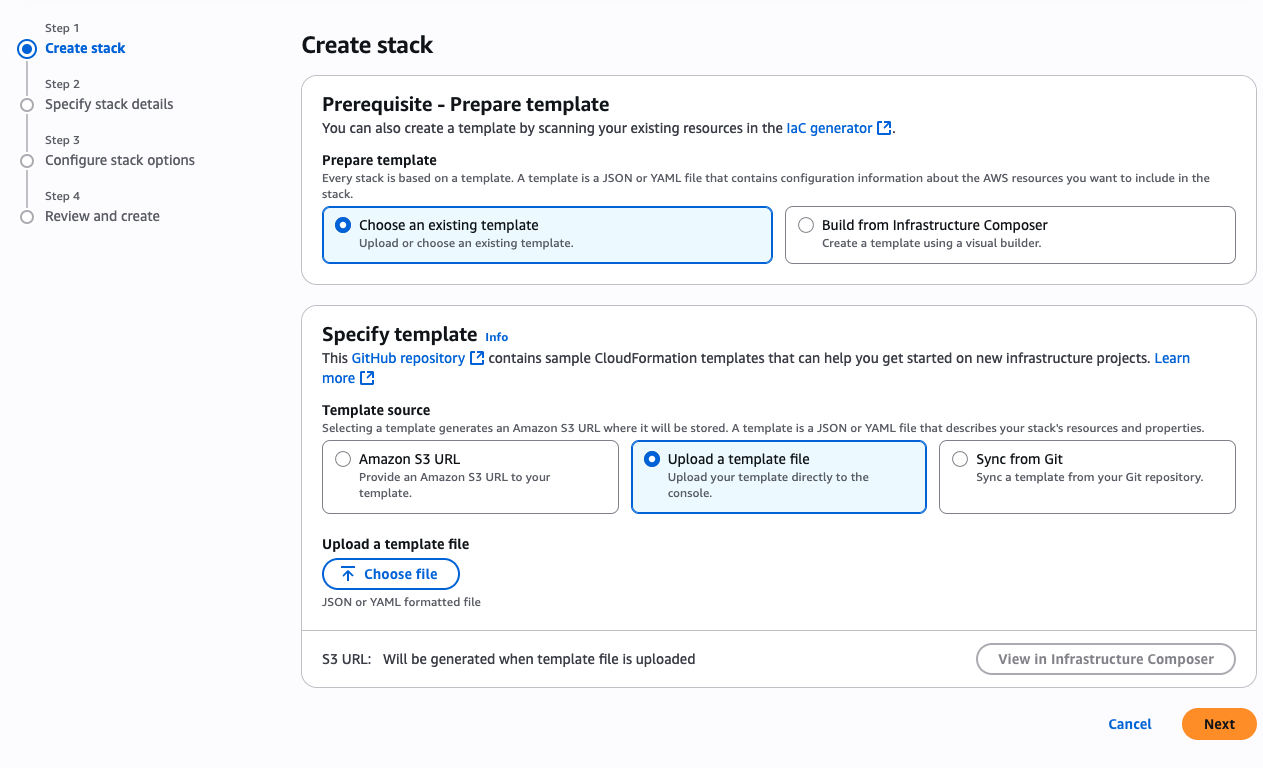 Step 1
Create stack
Step 2
Specify stack details
Step 3
Configure stack options
Step 4
Review and create
Create stack
Prerequisite - Prepare template
You can also create a template by scanning your existing resources in the IaC generator.
Prepare template
Every stack is based on a template. A template is a JSON or YAML file that contains configuration information about the AWS resources you want to include in the
stack.
Choose an existing template
Upload or choose an existing template.
Build from Infrastructure Composer
Create a template using a visual builder.
Specify template Info
This GitHub repository contains sample CloudFormation templates that can help you get started on new infrastructure projects. Learn
more
Template source
Selecting a template generates an Amazon S3 URL where it will be stored. A template is a JSON or YAML file that describes your stack's resources and properties.
Amazon S3 URL
Provide an Amazon S3 URL to your
template.
Upload a template file
Upload your template directly to the
console.
Sync from Git
Sync a template from your Git repository.
Upload a template file
Choose file
JSON or YAML formatted file
S3 URL: Will be generated when template file is uploaded
View in Infrastructure Composer
Cancel
Next